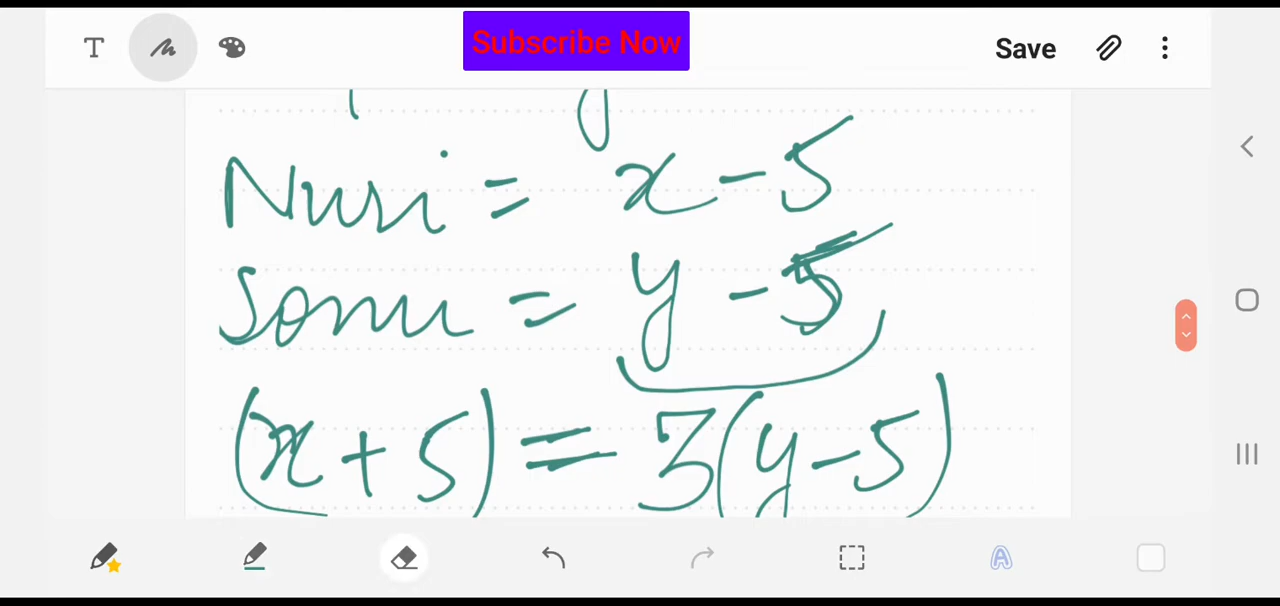 Subscribe Now
T Save
Nuri = x - 5
Sonu = y - 5
(x + 5) = 3(y - 5)
A